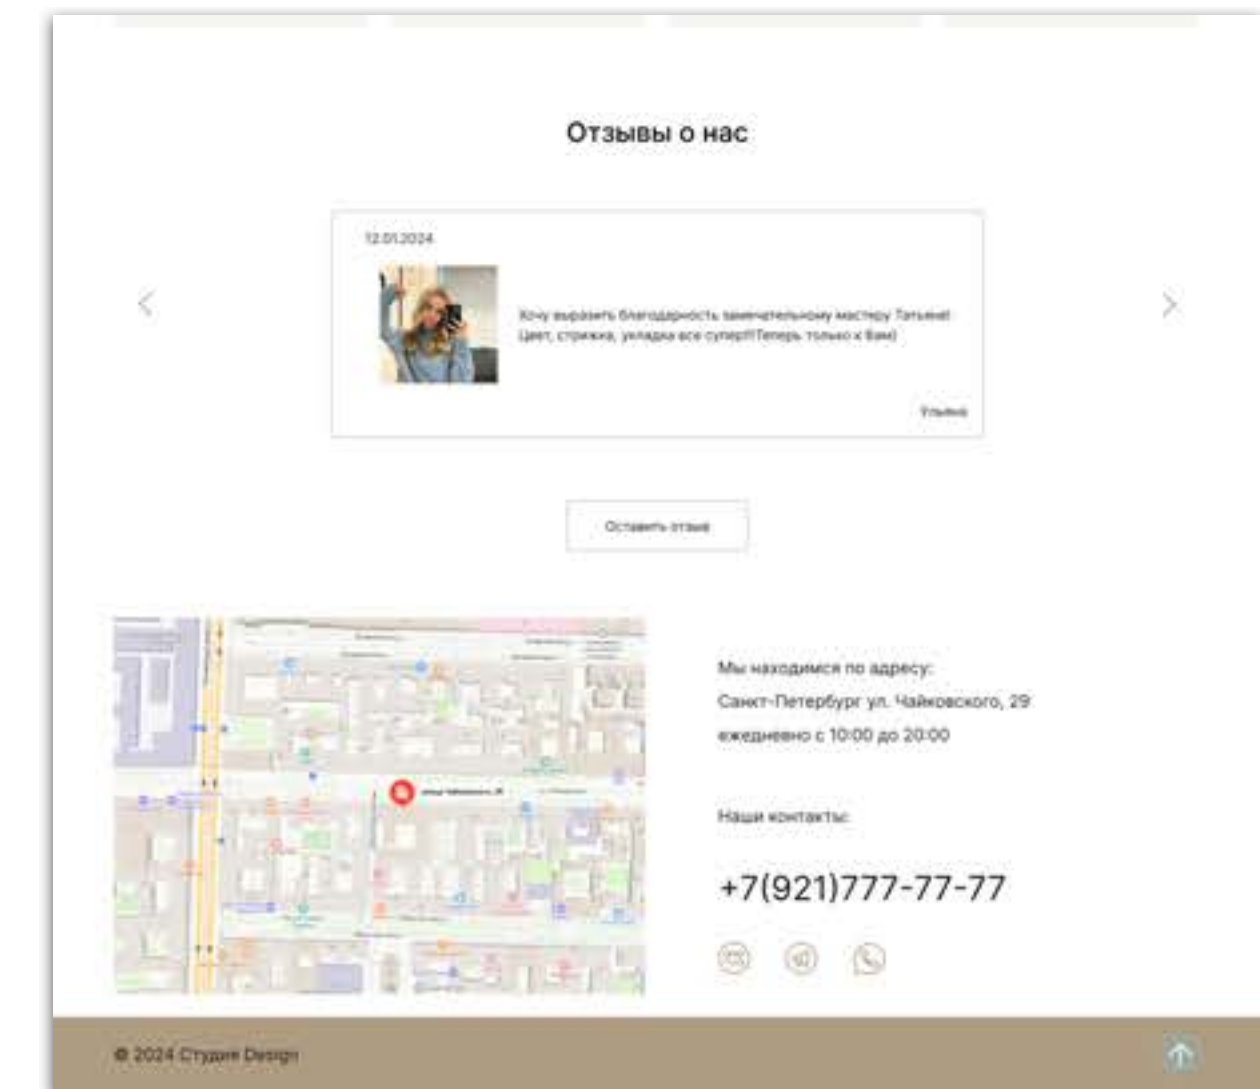 Отзывы о нас
12.01.2024
Хочу выразить благодарность замечательному мастеру Татьяне!
Цвет, стрижка, укладка все супер!!!Теперь только к Вам)
Ульяна
Оставить отзыв
Мы находимся по адресу:
Санкт-Петербург ул. Чайковского, 29
ежедневно с 10:00 до 20:00
Наши контакты:
+7(921)777-77-77
© 2024 Студия Design